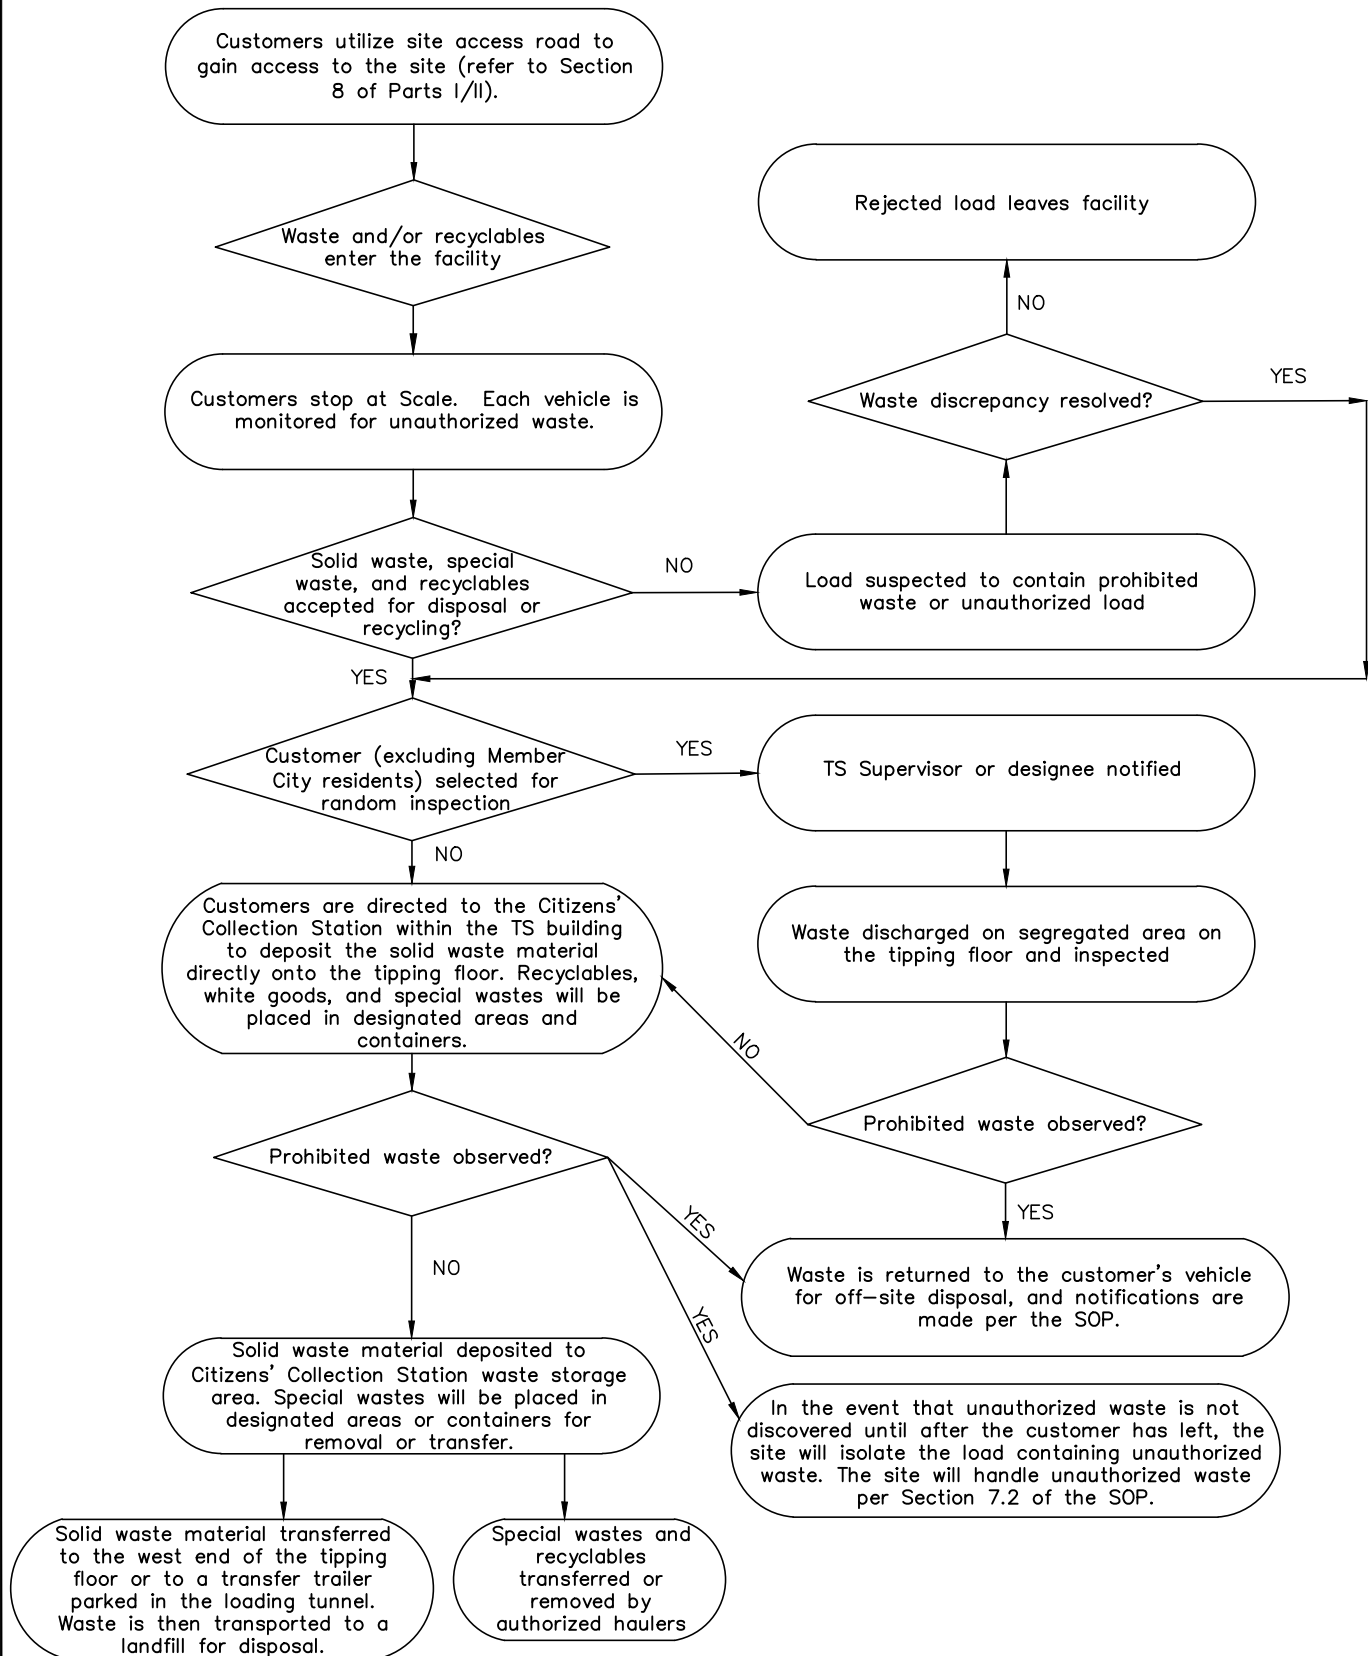 Customers utilize site access road to
gain access to the site (refer to Section
8 of Parts I/II).
Waste and/or recyclables
enter the facility
Customers stop at Scale. Each vehicle is
monitored for unauthorized waste.
Solid waste, special
waste, and recyclables
accepted for disposal or
recycling?
NO
Load suspected to contain prohibited
waste or unauthorized load
Waste discrepancy resolved?
YES
NO
Rejected load leaves facility
YES
Customer (excluding Member
City residents) selected for
random inspection
YES
TS Supervisor or designee notified
Waste discharged on segregated area on
the tipping floor and inspected
Prohibited waste observed?
NO
YES
NO
Customers are directed to the Citizens'
Collection Station within the TS building
to deposit the solid waste material
directly onto the tipping floor. Recyclables,
white goods, and special wastes will be
placed in designated areas and
containers.
Prohibited waste observed?
YES
Waste is returned to the customer's vehicle
for off-site disposal, and notifications are
made per the SOP.
YES
In the event that unauthorized waste is not
discovered until after the customer has left, the
site will isolate the load containing unauthorized
waste. The site will handle unauthorized waste
per Section 7.2 of the SOP.
NO
Solid waste material deposited to
Citizens' Collection Station waste storage
area. Special wastes will be placed in
designated areas or containers for
removal or transfer.
Solid waste material transferred
to the west end of the tipping
floor or to a transfer trailer
parked in the loading tunnel.
Waste is then transported to a
landfill for disposal.
Special wastes and
recyclables
transferred or
removed by
authorized haulers